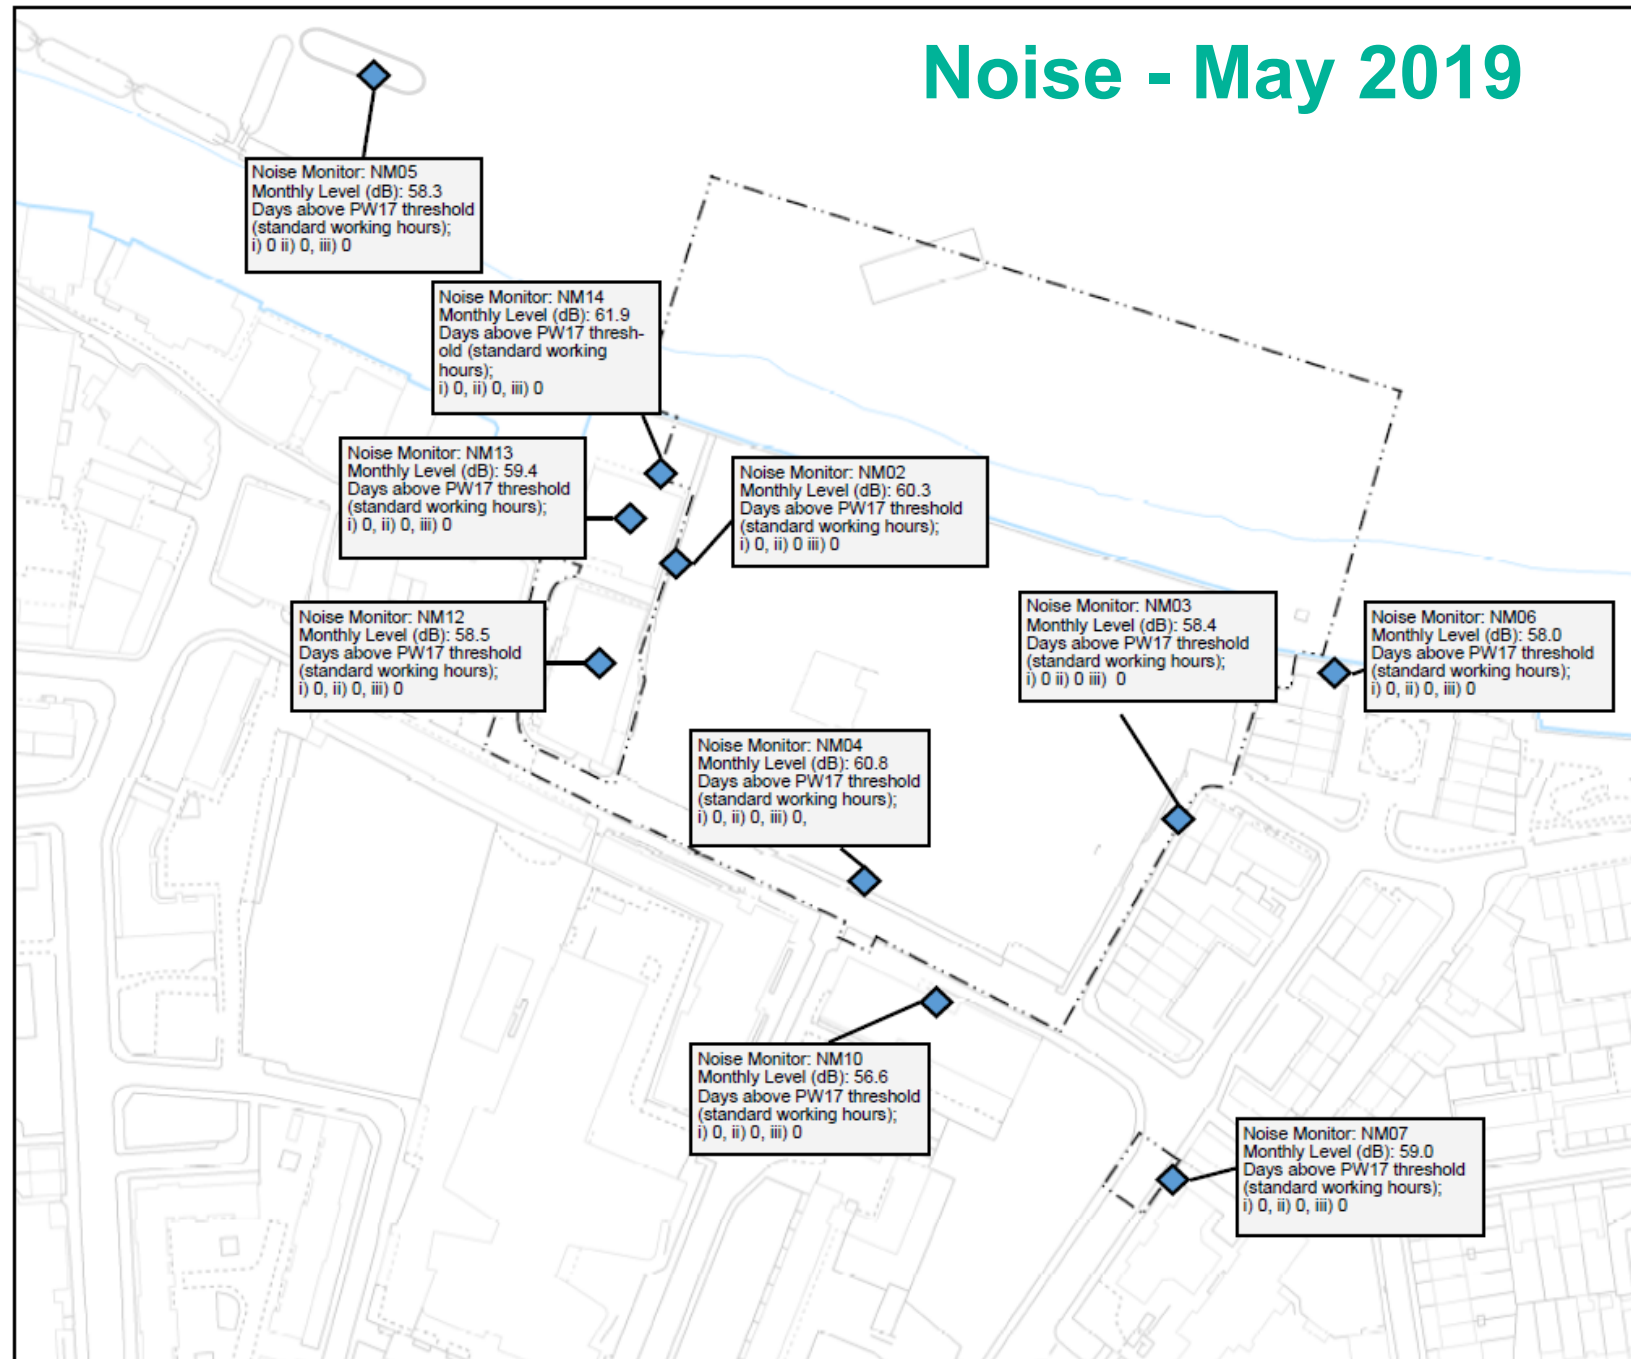 Noise - May 2019
Noise Monitor: NM05
Monthly Level (dB): 58.3
Days above PW17 threshold
(standard working hours);
i) 0 ii) 0, iii) 0
Noise Monitor: NM14
Monthly Level (dB): 61.9
Days above PW17 thresh-
old (standard working
hours);
i) 0, ii) 0, iii) 0
Noise Monitor: NM13
Monthly Level (dB): 59.4
Days above PW17 threshold
(standard working hours);
i) 0, ii) 0, iii) 0
Noise Monitor: NM02
Monthly Level (dB): 60.3
Days above PW17 threshold
(standard working hours);
i) 0, ii) 0 iii) 0
Noise Monitor: NM12
Monthly Level (dB): 58.5
Days above PW17 threshold
(standard working hours);
i) 0, ii) 0, iii) 0
Noise Monitor: NM03
Monthly Level (dB): 58.4
Days above PW17 threshold
(standard working hours);
i) 0 ii) 0 iii)  0
Noise Monitor: NM06
Monthly Level (dB): 58.0
Days above PW17 threshold
(standard working hours);
i) 0, ii) 0, iii) 0
Noise Monitor: NM04
Monthly Level (dB): 60.8
Days above PW17 threshold
(standard working hours);
i) 0, ii) 0, iii) 0,
Noise Monitor: NM10
Monthly Level (dB): 56.6
Days above PW17 threshold
(standard working hours);
i) 0, ii) 0, iii) 0
Noise Monitor: NM07
Monthly Level (dB): 59.0
Days above PW17 threshold
(standard working hours);
i) 0, ii) 0, iii) 0